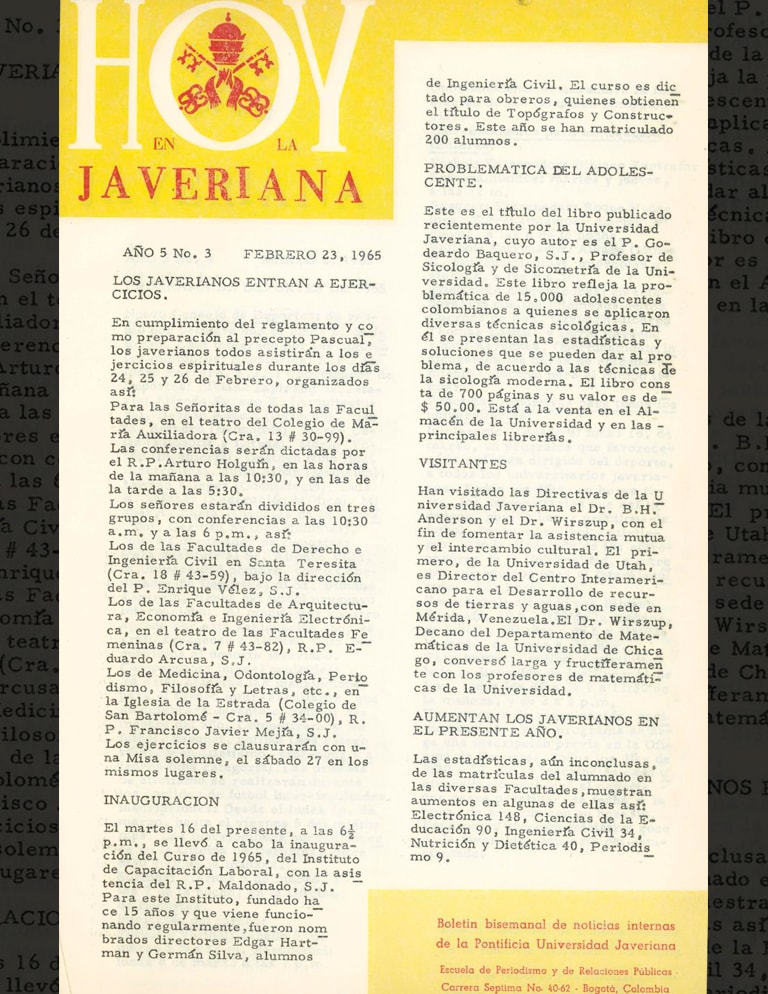 HOY
EN LA
JAVERIANA
AÑO 5 No. 3 FEBRERO 23, 1965
LOS JAVERIANOS ENTRAN A EJER-
CICIOS.
En cumplimiento del reglamento y co
mo preparación al precepto Pascual,
los javerianos todos asistirán a los e
jercicios espirituales durante los días
24, 25 y 26 de Febrero, organizados
así:
Para las Señoritas de todas las Facul
tades, en el teatro del Colegio de Ma-
ría Auxiliadora (Cra. 13 # 30-99).
Las conferencias serán dictadas por
el R.P.Arturo Holguín, en las horas
de la mañana a las 10:30, y en las de
la tarde a las 5:30.
Los señores estarán divididos en tres
grupos, con conferencias a las 10:30
a.m. y a las 6 p.m., así:
Los de las Facultades de Derecho e
Ingeniería Civil en Santa Teresita
(Cra. 18 # 43-59), bajo la dirección
del P. Enrique Vélez, S.J.
Los de las Facultades de Arquitectu-
ra, Economía e Ingeniería Electróni-
ca, en el teatro de las Facultades Fe
meninas (Cra. 7 # 43-82), R.P. E-
duardo Arcusa, S.J.
Los de Medicina, Odontología, Perio
dismo, Filosofía y Letras, etc., en
la Iglesia de la Estrada (Colegio de
San Bartolomé - Cra. 5 # 34-00), R.
P. Francisco Javier Mejía, S.J.
Los ejercicios se clausurarán con u-
na Misa solemne, el sábado 27 en los
mismos lugares.
INAUGURACION
El martes 16 del presente, a las 6½
p.m., se llevó a cabo la inaugura-
ción del Curso de 1965, del Instituto
de Capacitación Laboral, con la asis
tencia del R.P. Maldonado, S.J.
Para este Instituto, fundado ha
ce 15 años y que viene funcio-
nando regularmente,fueron nom
brados directores Edgar Hart-
man y Germán Silva, alumnos
de Ingeniería Civil. El curso es dic
tado para obreros, quienes obtienen
el título de Topógrafos y Construc-
tores. Este año se han matriculado
200 alumnos.
PROBLEMATICA DEL ADOLES-
CENTE.
Este es el título del libro publicado
recientemente por la Universidad
Javeriana, cuyo autor es el P. Go-
deardo Baquero, S.J., Profesor de
Sicología y de Sicometría de la Uni-
versidad. Este libro refleja la pro-
blemática de 15.000 adolescentes
colombianos a quienes se aplicaron
diversas técnicas sicológicas. En
él se presentan las estadísticas y
soluciones que se pueden dar al pro
blema, de acuerdo a las técnicas de
la sicología moderna. El libro cons
ta de 700 páginas y su valor es de
$ 50.00. Está a la venta en el Al-
macén de la Universidad y en las -
principales librerías.
VISITANTES
Han visitado las Directivas de la U
niversidad Javeriana el Dr. B.H.
Anderson y el Dr. Wirszup, con el
fin de fomentar la asistencia mutua
y el intercambio cultural. El pri-
mero, de la Universidad de Utah,
es Director del Centro Interameri-
cano para el Desarrollo de recur-
sos de tierras y aguas,con sede en
Mérida, Venezuela.El Dr. Wirszup,
Decano del Departamento de Mate-
máticas de la Universidad de Chica
go, conversó larga y fructíferamen
te con los profesores de matemáti-
cas de la Universidad.
AUMENTAN LOS JAVERIANOS EN
EL PRESENTE AÑO.
Las estadísticas, aún inconclusas,
de las matrículas del alumnado en
las diversas Facultades,muestran
aumentos en algunas de ellas así:
Electrónica 148, Ciencias de la E-
ducación 90, Ingeniería Civil 34,
Nutrición y Dietética 40, Periodis
mo 9.
Boletín bisemanal de noticias internas
de la Pontificia Universidad Javeriana
Escuela de Periodismo y de Relaciones Públicas
Carrera Septima No. 40-62 - Bogotá, Colombia